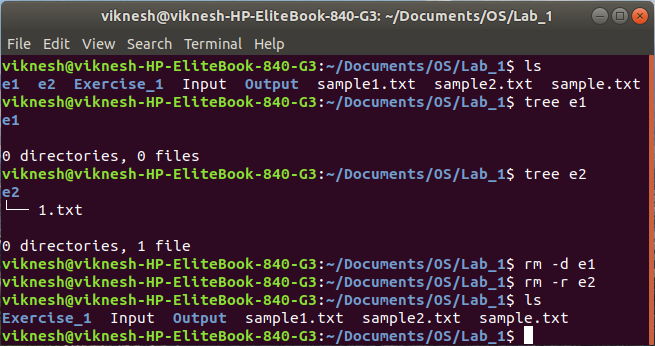 viknesh@viknesh-HP-EliteBook-840-G3: ~/Documents/OS/Lab_1
File Edit View Search Terminal Help
viknesh@viknesh-HP-EliteBook-840-G3:~/Documents/OS/Lab_1$ ls
e1  e2  Exercise_1  Input  Output  sample1.txt  sample2.txt  sample.txt
viknesh@viknesh-HP-EliteBook-840-G3:~/Documents/OS/Lab_1$ tree e1
e1
0 directories, 0 files
viknesh@viknesh-HP-EliteBook-840-G3:~/Documents/OS/Lab_1$ tree e2
e2
└── 1.txt
0 directories, 1 file
viknesh@viknesh-HP-EliteBook-840-G3:~/Documents/OS/Lab_1$ rm -d e1
viknesh@viknesh-HP-EliteBook-840-G3:~/Documents/OS/Lab_1$ rm -r e2
viknesh@viknesh-HP-EliteBook-840-G3:~/Documents/OS/Lab_1$ ls
Exercise_1  Input  Output  sample1.txt  sample2.txt  sample.txt
viknesh@viknesh-HP-EliteBook-840-G3:~/Documents/OS/Lab_1$